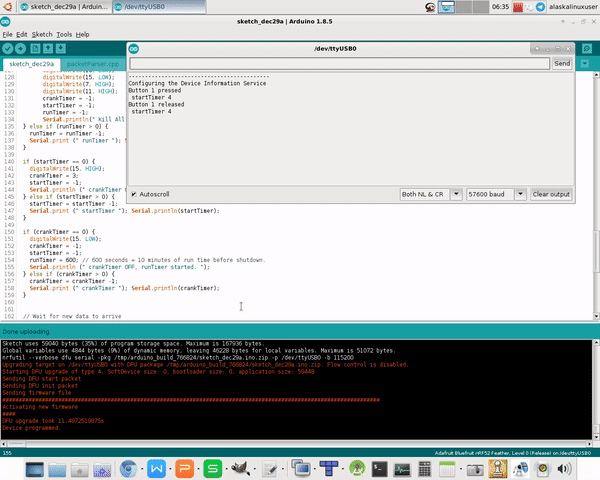 sketch_dec29a | Arduino ...
/dev/ttyUSB0
06:35
alaskalinuxuser
sketch_dec29a | Arduino 1.8.5
File Edit Sketch Tools Help
sketch_dec29a
packetParser.cpp
/dev/ttyUSB0
Send
----------------------------------------
Configuring the Device Information Service
Button 1 pressed
startTimer 4
Button 1 released
startTimer 4
Autoscroll
Both NL & CR
57600 baud
Clear output
128 digitalWrite(15, LOW);
129 digitalWrite(7, HIGH);
130 digitalWrite(11, HIGH);
131 crankTimer = -1;
132 startTimer = -1;
133 runTimer = -1;
134 Serial.println(" Kill All
135 } else if (runTimer > 0) {
136 runTimer = runTimer -1;
137 Serial.print (" runTimer ");
138 }
139
140 if (startTimer == 0) {
141 digitalWrite(15, HIGH);
142 crankTimer = 3;
143 startTimer = -1;
144 Serial.println (" crankTimer
145 } else if (startTimer > 0) {
146 startTimer = startTimer -1;
147 Serial.print (" startTimer "); Serial.println(startTimer);
148 }
149
150 if (crankTimer == 0) {
151 digitalWrite(15, LOW);
152 crankTimer = -1;
153 startTimer = -1;
154 runTimer = 600; // 600 seconds = 10 minutes of run time before shutdown.
155 Serial.println (" crankTimer OFF, runTimer started. ");
156 } else if (crankTimer > 0) {
157 crankTimer = crankTimer -1;
158 Serial.print (" crankTimer "); Serial.println(crankTimer);
159 }
160
161
162 // Wait for new data to arrive
Done uploading.
Sketch uses 59040 bytes (35%) of program storage space. Maximum is 167936 bytes.
Global variables use 4844 bytes (9%) of dynamic memory, leaving 46228 bytes for local variables. Maximum is 51072 bytes.
nrfutil --verbose dfu serial -pkg /tmp/arduino_build_766824/sketch_dec29a.ino.zip -p /dev/ttyUSB0 -b 115200
Upgrading target on /dev/ttyUSB0 with DFU package /tmp/arduino_build_766824/sketch_dec29a.ino.zip. Flow control is disabled.
Starting DFU upgrade of type 4, SoftDevice size: 0, bootloader size: 0, application size: 59448
Sending DFU start packet
Sending DFU init packet
Sending firmware file
Activating new firmware
####
DFU upgrade took 11.4972519875s
Device programmed.
155
Adafruit Bluefruit nRF52 Feather, Level 0 (Release) on /dev/ttyUSB0